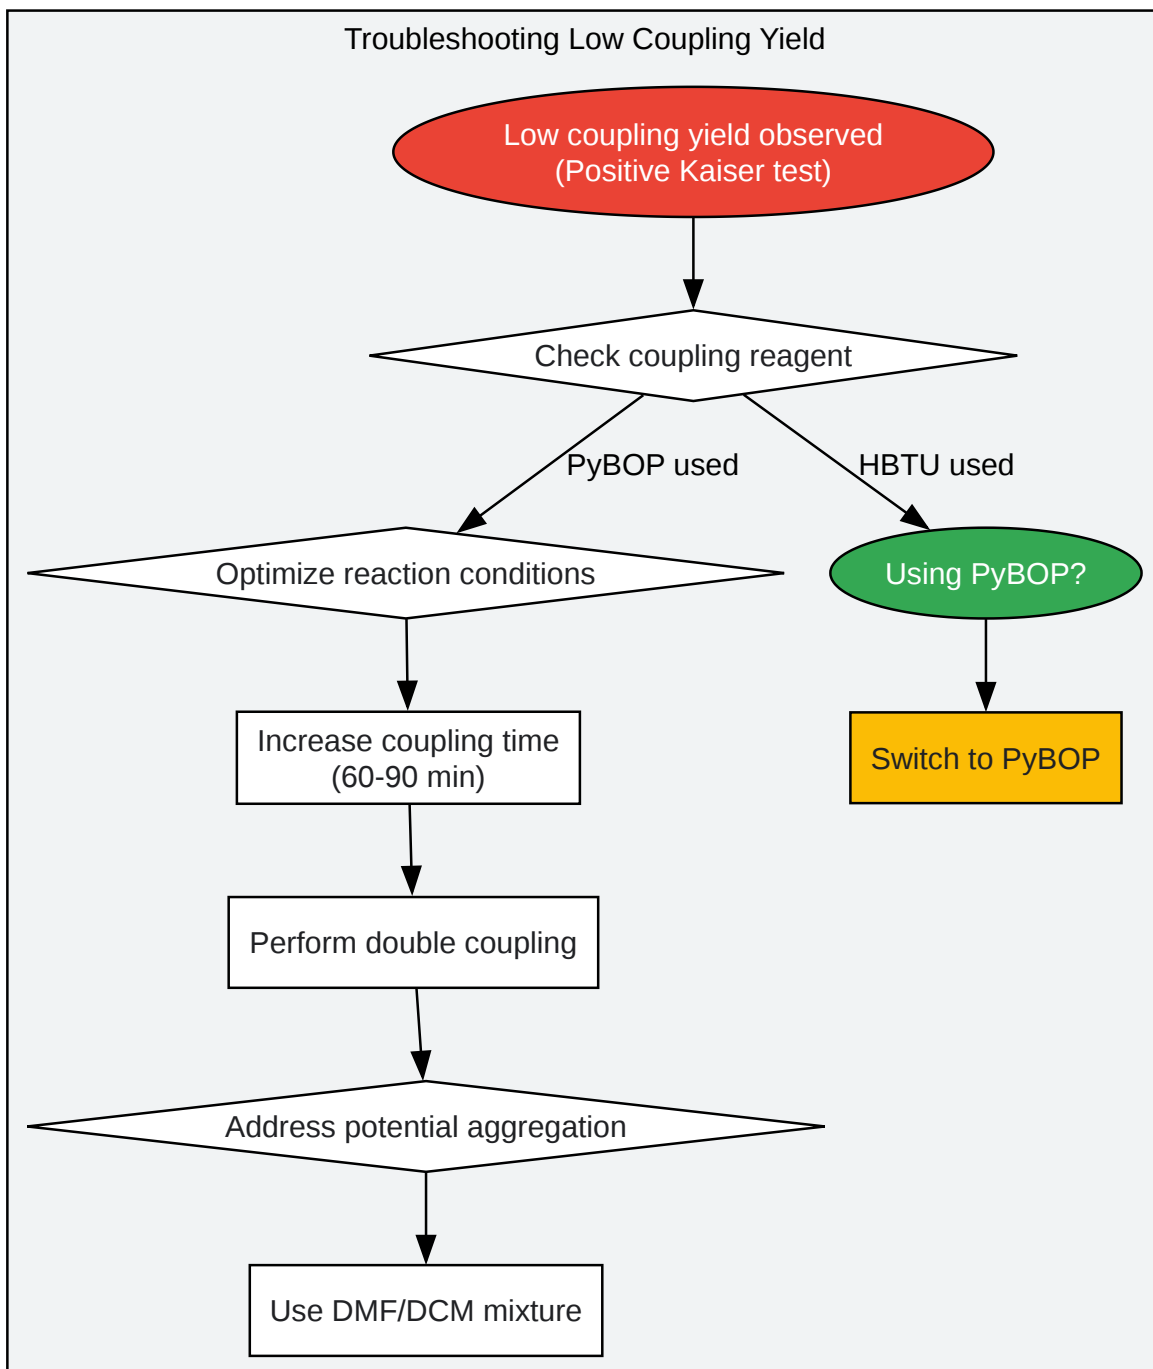 Troubleshooting Low Coupling Yield
Low coupling yield observed
(Positive Kaiser test)
Check coupling reagent
PyBOP used
HBTU used
Optimize reaction conditions
Using PyBOP?
Increase coupling time
(60-90 min)
Switch to PyBOP
Perform double coupling
Address potential aggregation
Use DMF/DCM mixture